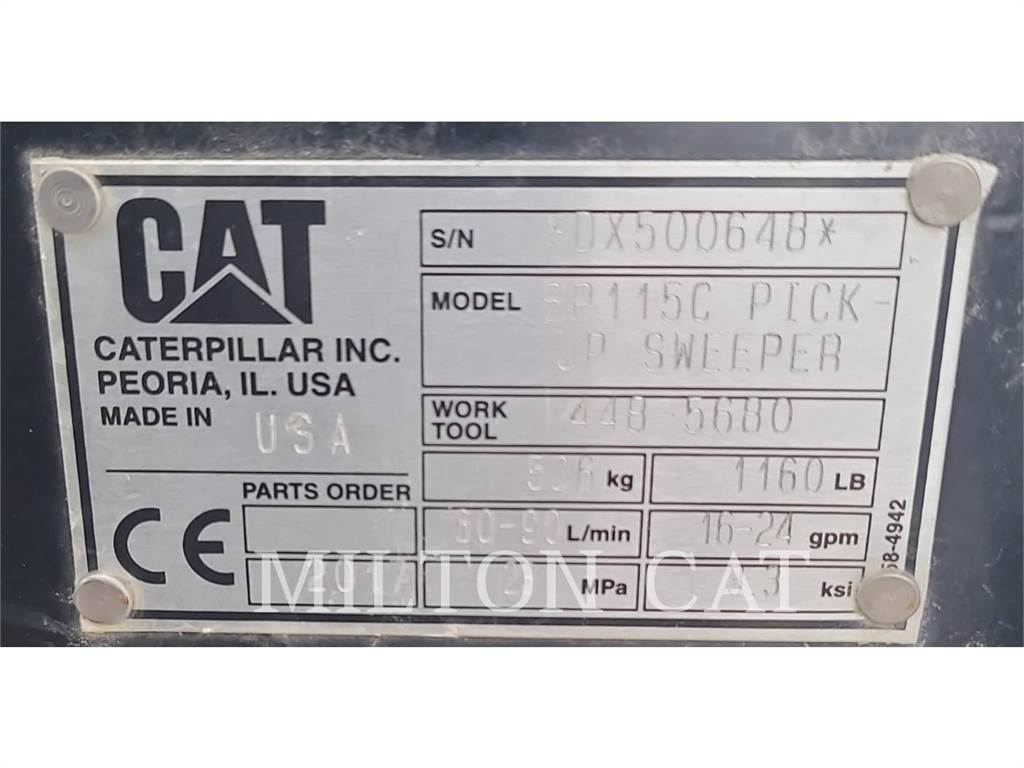 CAT
CATERPILLAR INC.
PEORIA, IL. USA
MADE IN USA
S/N *DX500648*
MODEL BP115C PICK-
UP SWEEPER
WORK TOOL 448-5680
kg 1160 LB
PARTS ORDER
60-90 L/min 16-24 gpm
MPa ksi
CE
MILTON CAT